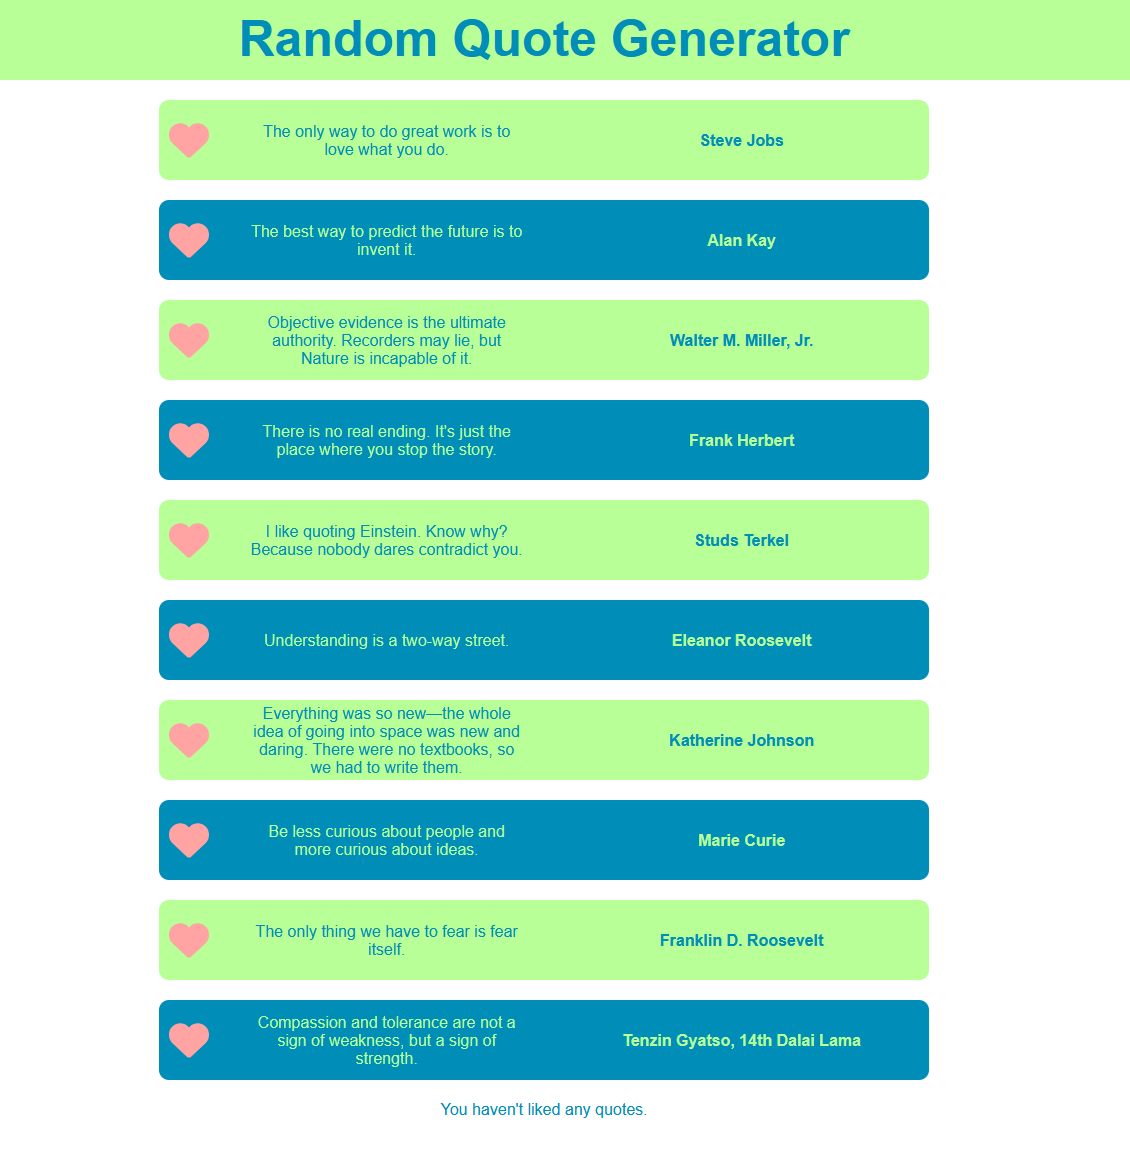 Random Quote Generator
The only way to do great work is to
love what you do.
Steve Jobs
The best way to predict the future is to
invent it.
Alan Kay
Objective evidence is the ultimate
authority. Recorders may lie, but
Nature is incapable of it.
Walter M. Miller, Jr.
There is no real ending. It's just the
place where you stop the story.
Frank Herbert
I like quoting Einstein. Know why?
Because nobody dares contradict you.
Studs Terkel
Understanding is a two-way street.
Eleanor Roosevelt
Everything was so new—the whole
idea of going into space was new and
daring. There were no textbooks, so
we had to write them.
Katherine Johnson
Be less curious about people and
more curious about ideas.
Marie Curie
The only thing we have to fear is fear
itself.
Franklin D. Roosevelt
Compassion and tolerance are not a
sign of weakness, but a sign of
strength.
Tenzin Gyatso, 14th Dalai Lama
You haven't liked any quotes.